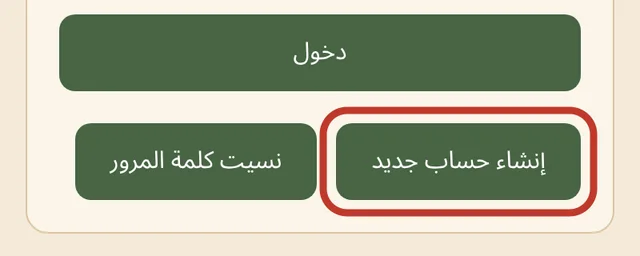 دخول
إنشاء حساب جديد
نسيت كلمة المرور